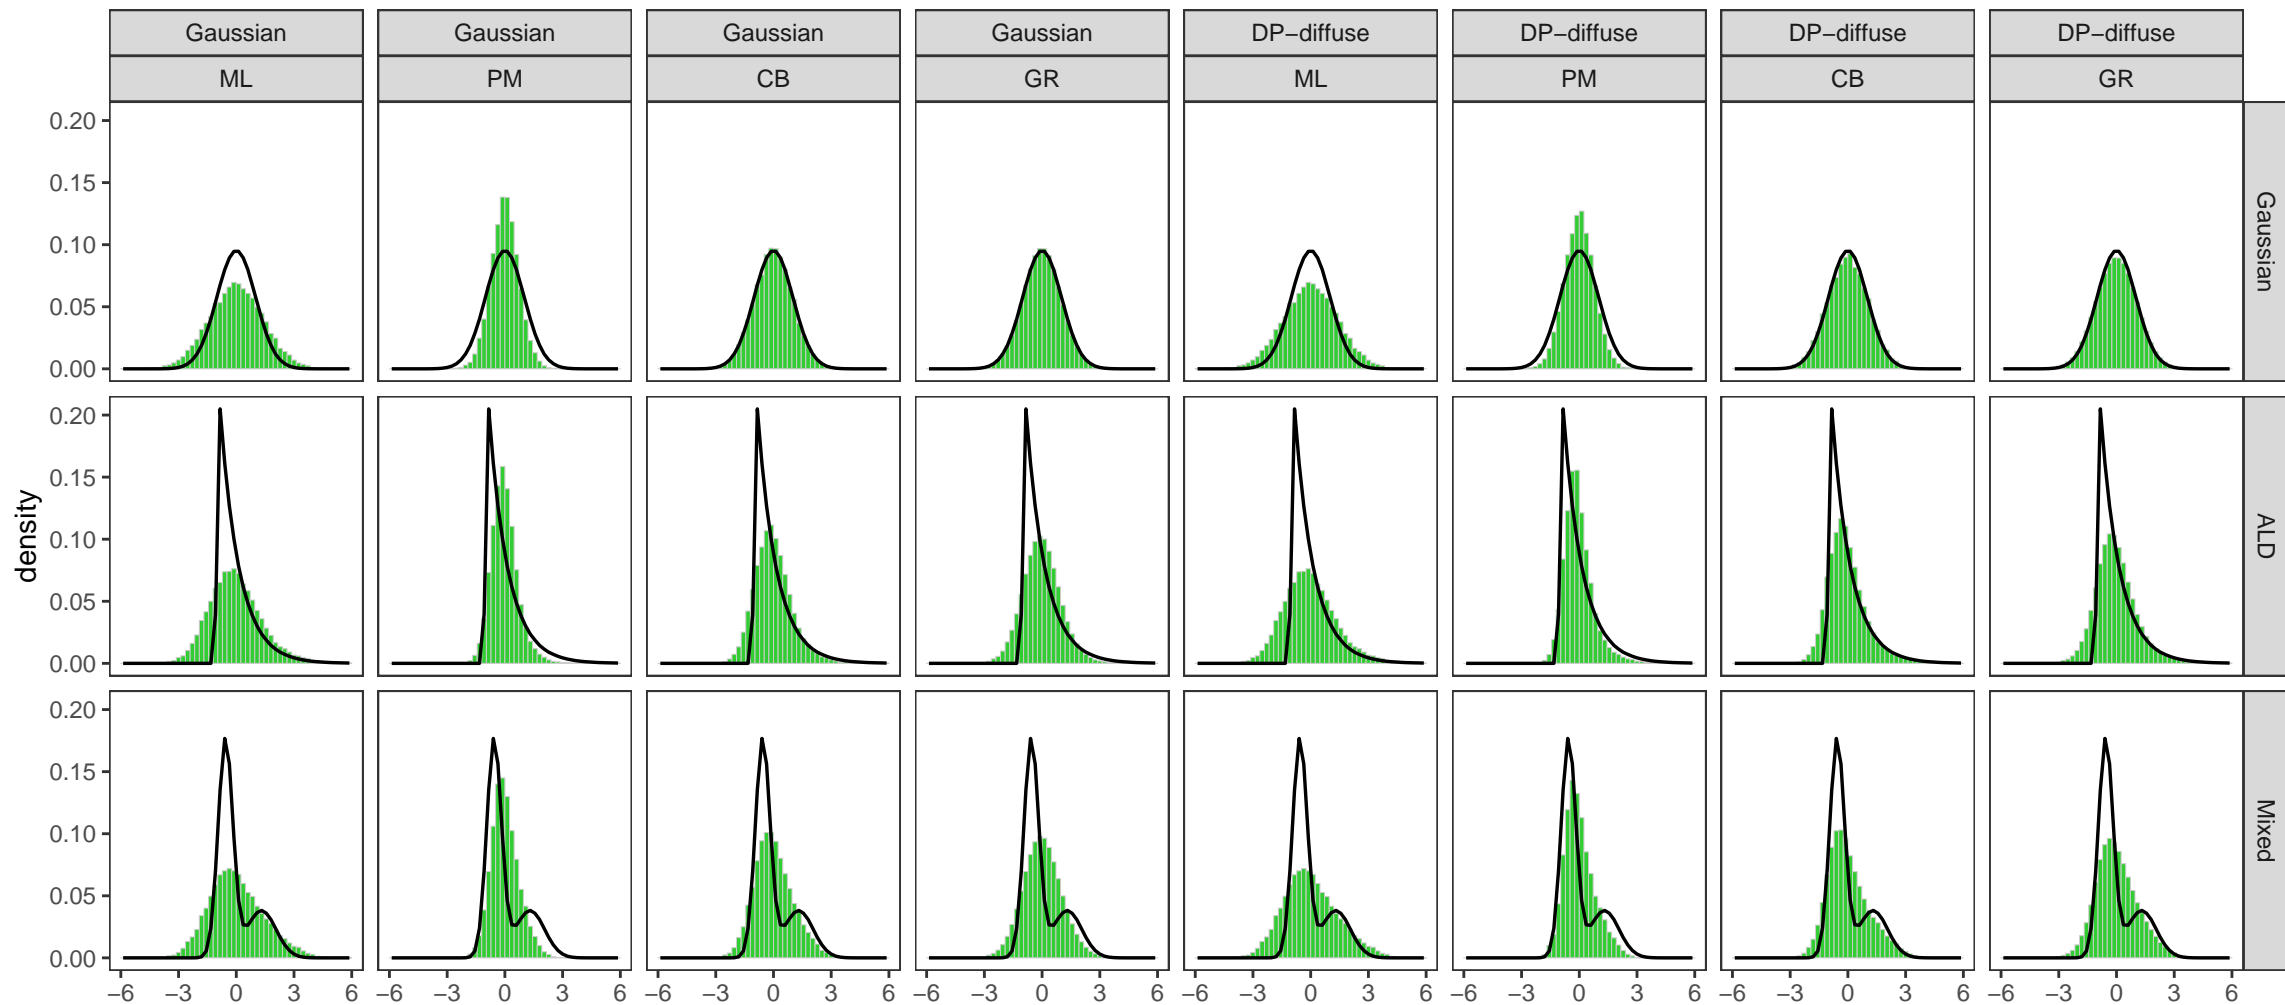 Gaussian Gaussian Gaussian Gaussian DP−diffuse DP−diffuse DP−diffuse DP−diffuse
ML PM CB GR ML PM CB GR
0.20
0.15
0.10
0.05
0.00
Gaussian
0.20
0.15
0.10
0.05
0.00
ALD
density
0.20
0.15
0.10
0.05
0.00
Mixed
−6 −3 0 3 6 −6 −3 0 3 6 −6 −3 0 3 6 −6 −3 0 3 6 −6 −3 0 3 6 −6 −3 0 3 6 −6 −3 0 3 6 −6 −3 0 3 6